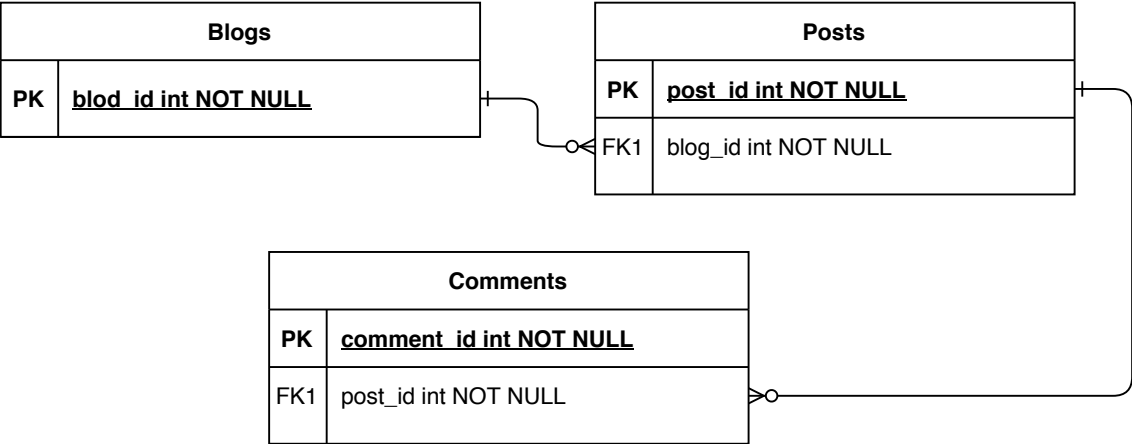 Blogs
PK blod_id int NOT NULL
Posts
PK post_id int NOT NULL
FK1 blog_id int NOT NULL
Comments
PK comment_id int NOT NULL
FK1 post_id int NOT NULL